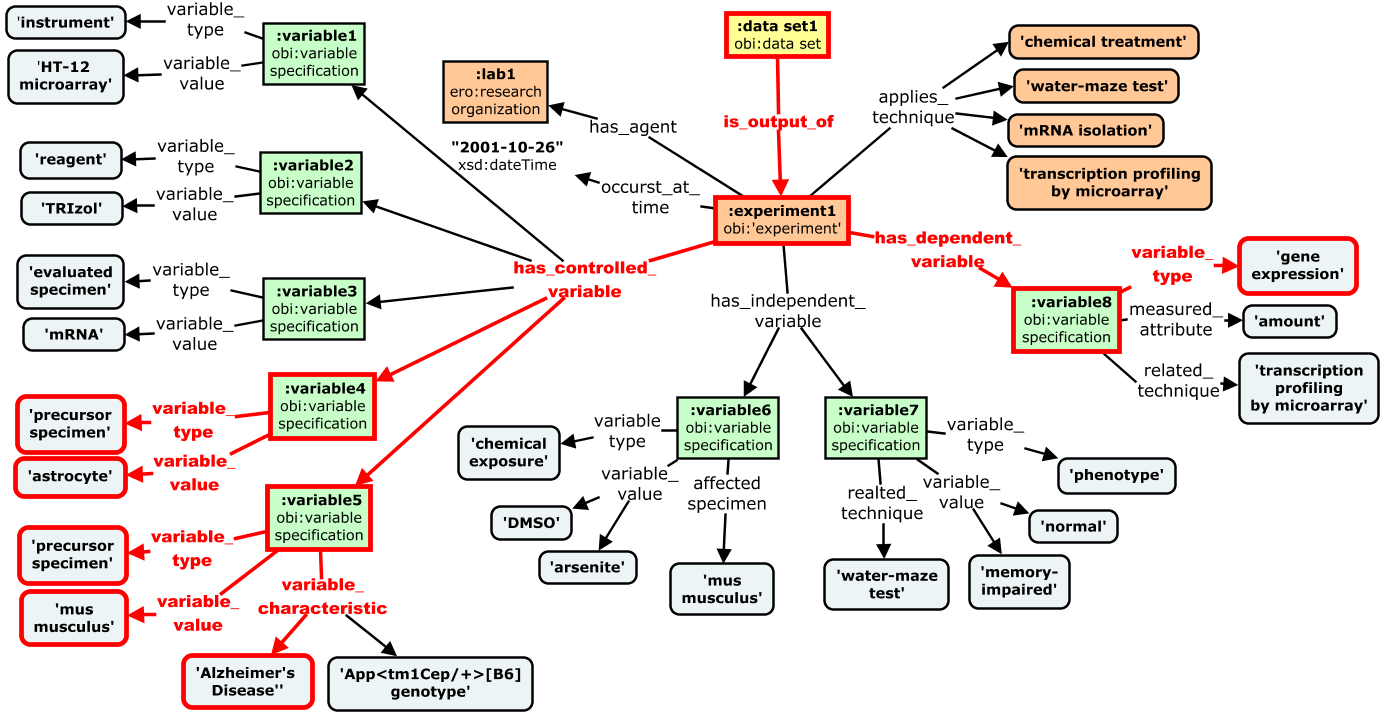 'instrument'
variable_
type
:variable1
obi:variable
specification
'HT-12
microarray'
variable_
value
:lab1
ero:research
organization
:data set1
obi:data set
'chemical treatment'
'water-maze test'
'mRNA isolation'
'transcription profiling
by microarray'
applies_
technique
is_output_of
has_agent
"2001-10-26"
xsd:dateTime
occurst_at_
time
'reagent'
variable_
type
:variable2
obi:variable
specification
'TRIzol'
variable_
value
:experiment1
obi:'experiment'
has_controlled_
variable
has_dependent_
variable
has_independent_
variable
'evaluated
specimen'
variable_
type
:variable3
obi:variable
specification
'mRNA'
variable_
value
variable_
type
'gene
expression'
:variable8
obi:variable
specification
measured_
attribute
'amount'
related_
technique
'transcription
profiling
by microarray'
:variable4
obi:variable
specification
'precursor
specimen'
variable_
type
'astrocyte'
variable_
value
:variable6
obi:variable
specification
'chemical
exposure'
variable_
type
variable_
value
affected_
specimen
'DMSO'
'arsenite'
'mus
musculus'
:variable7
obi:variable
specification
variable_
type
'phenotype'
realted_
technique
variable_
value
'normal'
'water-maze
test'
'memory-
impaired'
:variable5
obi:variable
specification
'precursor
specimen'
variable_
type
'mus
musculus'
variable_
value
variable_
characteristic
'Alzheimer's
Disease''
'App<tm1Cep/+>[B6]
genotype'